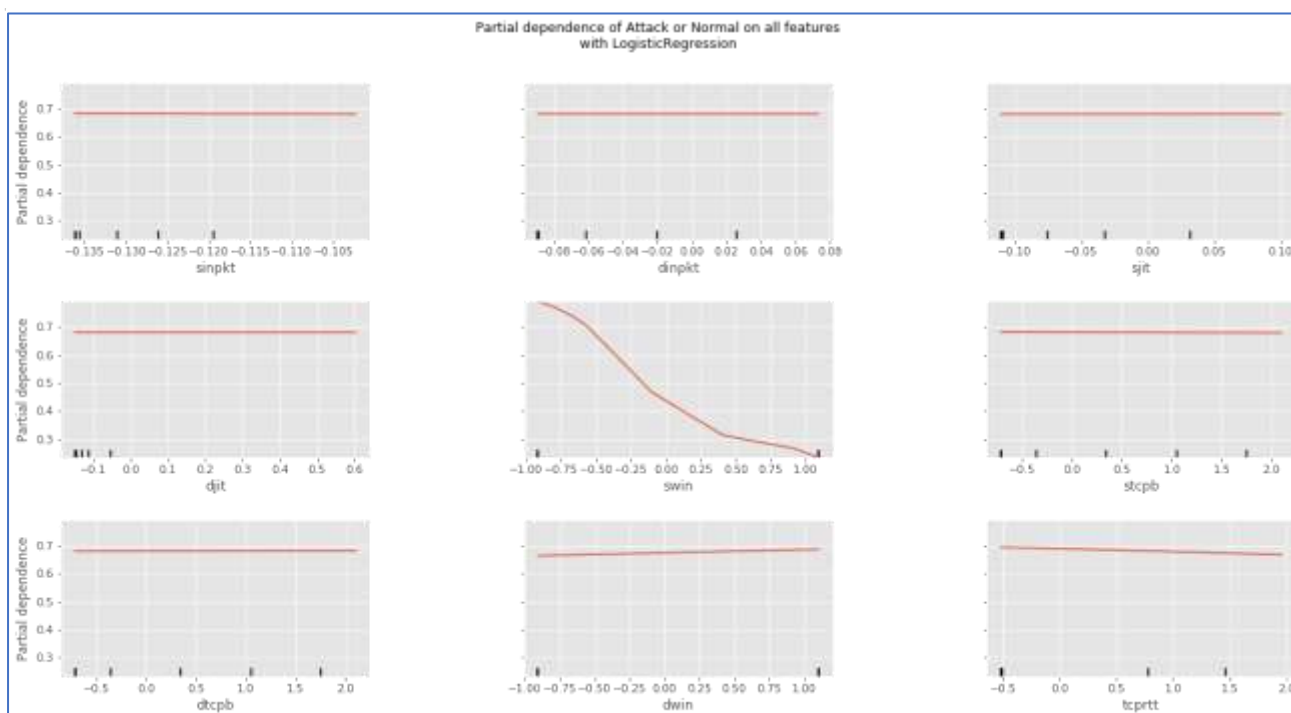 Partial dependence of Attack or Normal on all features
with LogisticRegression
Partial dependence
0.7
0.6
0.5
0.4
0.3
−0.135 −0.130 −0.125 −0.120 −0.115 −0.110 −0.105
sinpkt
−0.08 −0.06 −0.04 −0.02 0.00 0.02 0.04 0.06 0.08
dinpkt
−0.10 −0.05 0.00 0.05 0.10
sjit
Partial dependence
0.7
0.6
0.5
0.4
0.3
−0.1 0.0 0.1 0.2 0.3 0.4 0.5 0.6
djit
−1.00 −0.75 −0.50 −0.25 0.00 0.25 0.50 0.75 1.00
swin
−0.5 0.0 0.5 1.0 1.5 2.0
stcpb
Partial dependence
0.7
0.6
0.5
0.4
0.3
−0.5 0.0 0.5 1.0 1.5 2.0
dtcpb
−1.00 −0.75 −0.50 −0.25 0.00 0.25 0.50 0.75 1.00
dwin
−0.5 0.0 0.5 1.0 1.5 2.0
tcprtt